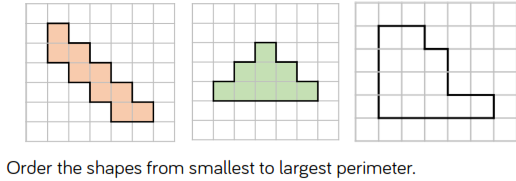 Order the shapes from smallest to largest perimeter.